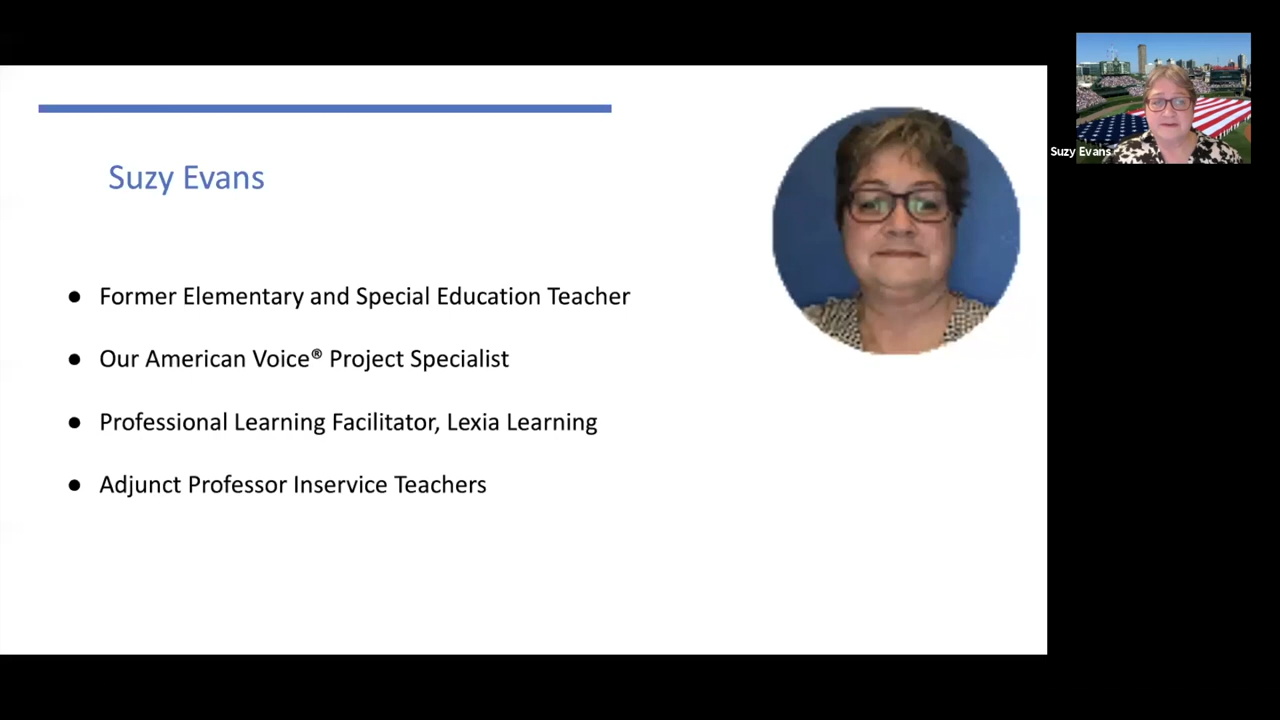 Suzy Evans
Former Elementary and Special Education Teacher
Our American Voice® Project Specialist
Professional Learning Facilitator, Lexia Learning
Adjunct Professor Inservice Teachers
Suzy Evans